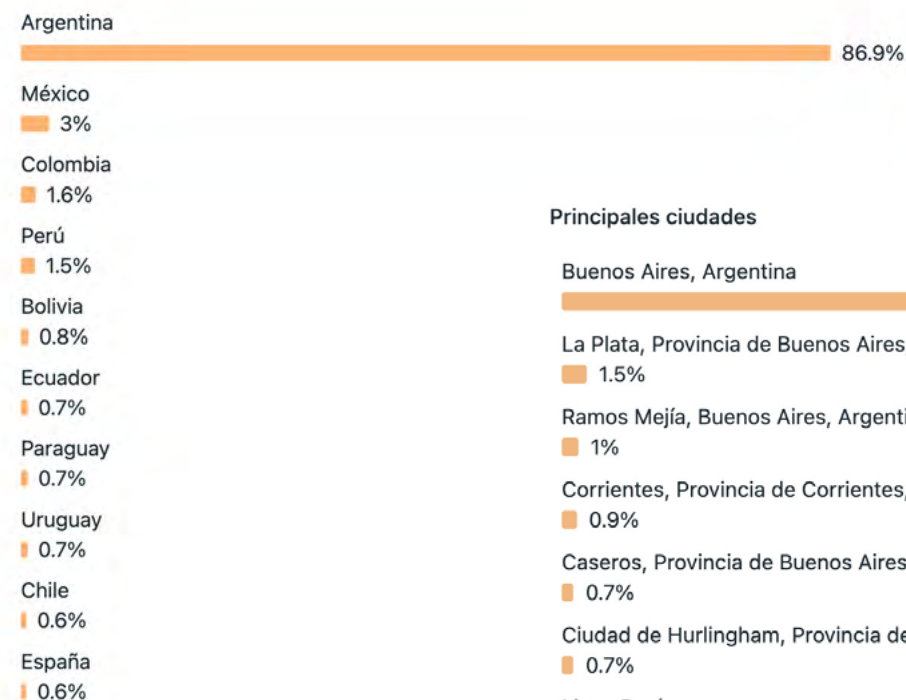 Argentina
86.9%
México
3%
Colombia
1.6%
Perú
1.5%
Bolivia
0.8%
Ecuador
0.7%
Paraguay
0.7%
Uruguay
0.7%
Chile
0.6%
España
0.6%
Principales ciudades
Buenos Aires, Argentina
La Plata, Provincia de Buenos Aires,
1.5%
Ramos Mejía, Buenos Aires,
1%
Corrientes, Provincia de Corrientes,
0.9%
Caseros, Provincia de Buenos Aires
0.7%
Ciudad de Hurlingham, Provincia de
0.7%